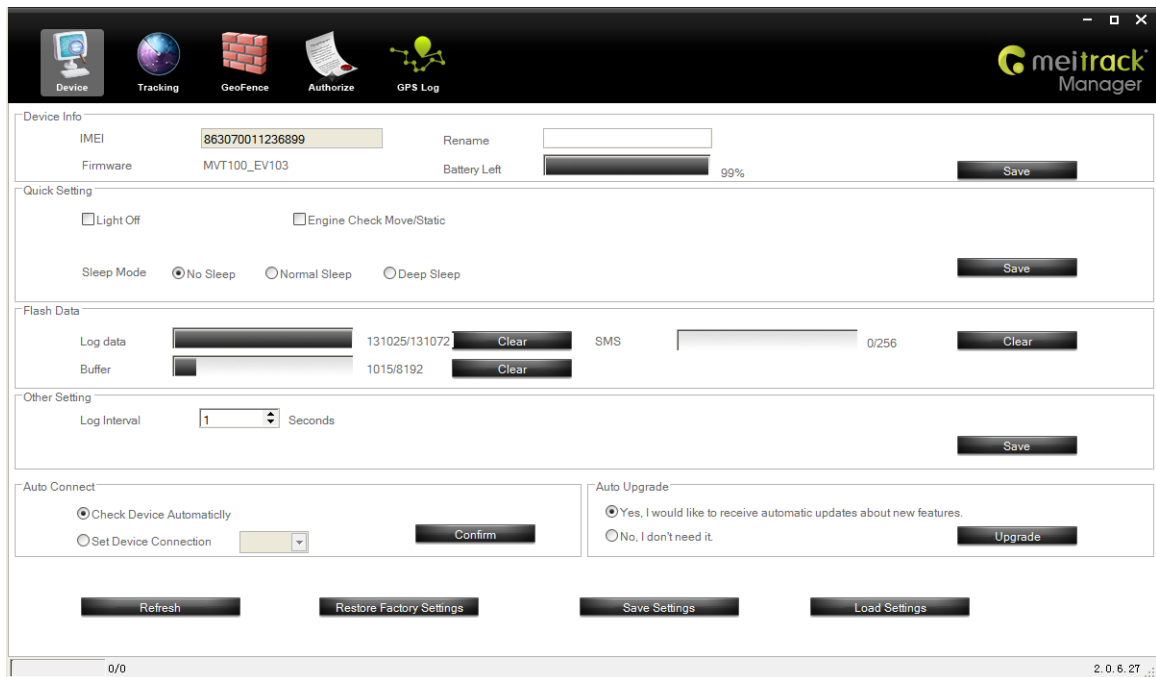 meitrack
Manager
Device Tracking GeoFence Authorize GPS Log
Device Info
IMEI 863070011236899 Rename
Firmware MVT100_EV103 Battery Left 99% Save
Quick Setting
Light Off Engine Check Move/Static
Sleep Mode No Sleep Normal Sleep Deep Sleep Save
Flash Data
Log data 131025/131072 Clear SMS 0/256 Clear
Buffer 1015/8192 Clear
Other Setting
Log Interval 1 Seconds
Save
Auto Connect
Check Device Automaticlly
Set Device Connection
Confirm
Auto Upgrade
Yes, I would like to receive automatic updates about new features.
No, I don't need it.
Upgrade
Refresh Restore Factory Settings Save Settings Load Settings
0/0 2.0.6.27